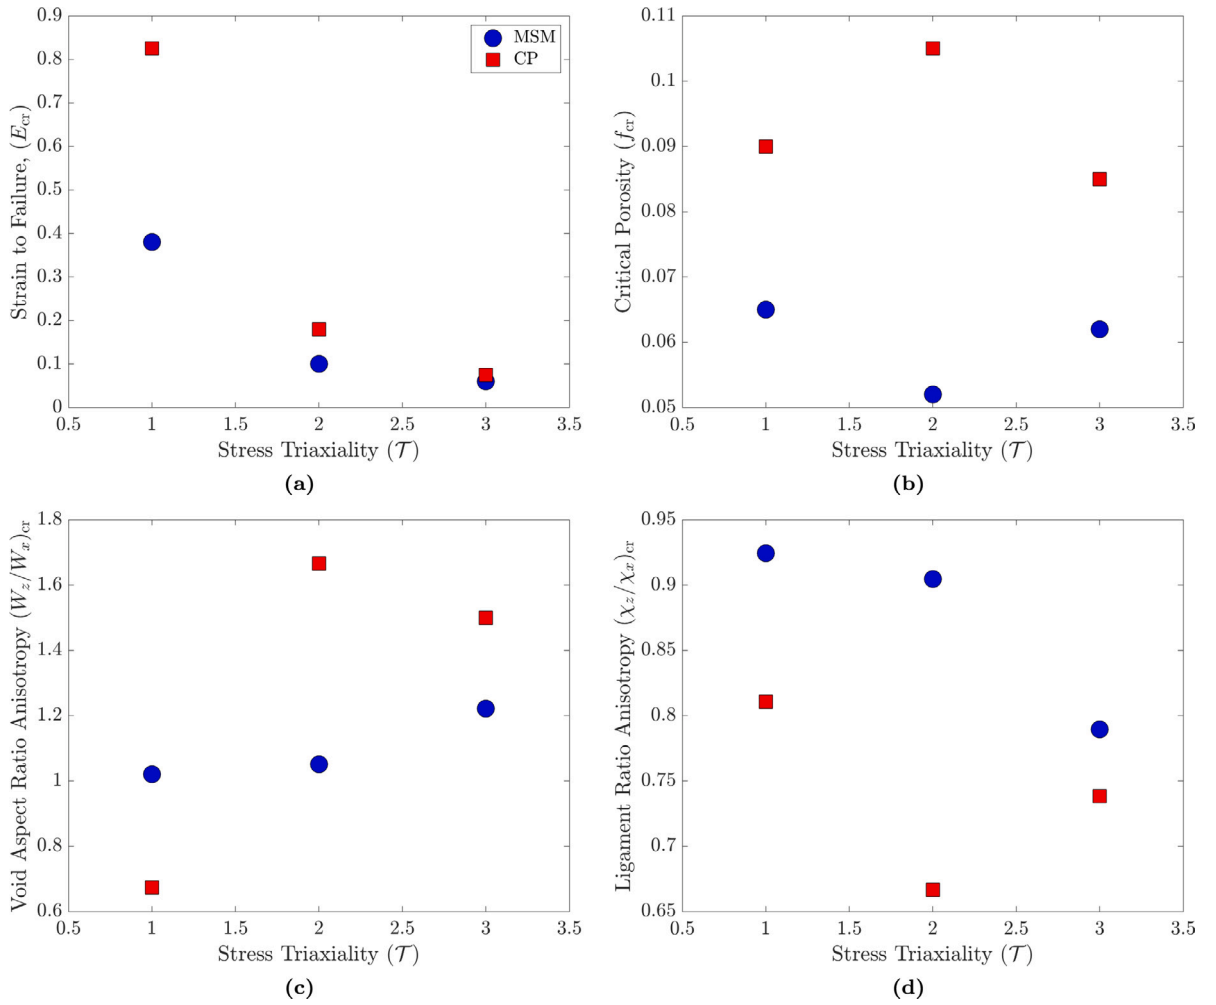 0.9
0.8
0.7
0.6
0.5
0.4
0.3
0.2
0.1
0
Strain to Failure, (E_cr)
MSM
CP
0.5 1 1.5 2 2.5 3 3.5
Stress Triaxiality (𝒯)
(a)
0.11
0.1
0.09
0.08
0.07
0.06
0.05
Critical Porosity (f_cr)
0.5 1 1.5 2 2.5 3 3.5
Stress Triaxiality (𝒯)
(b)
1.8
1.6
1.4
1.2
1
0.8
0.6
Void Aspect Ratio Anisotropy (W_z/W_x)_cr
0.5 1 1.5 2 2.5 3 3.5
Stress Triaxiality (𝒯)
(c)
0.95
0.9
0.85
0.8
0.75
0.7
0.65
Ligament Ratio Anisotropy (χ_z/χ_x)_cr
0.5 1 1.5 2 2.5 3 3.5
Stress Triaxiality (𝒯)
(d)